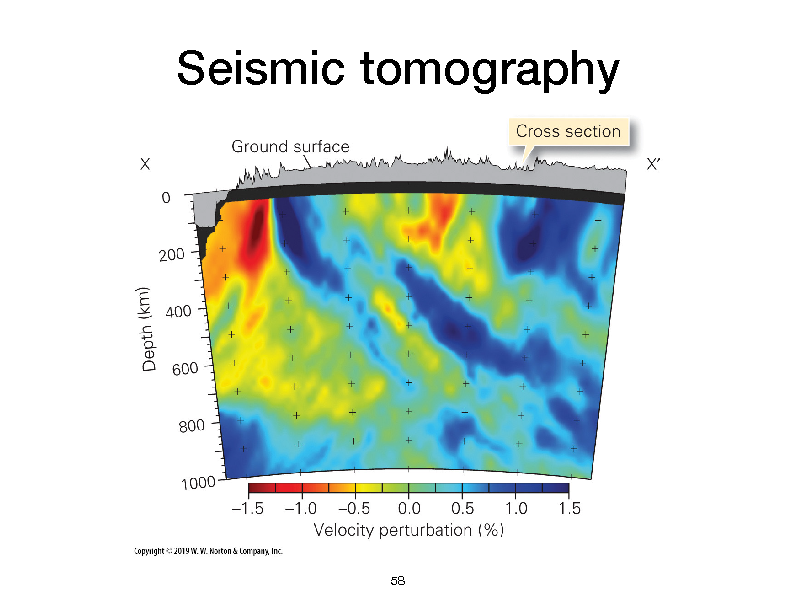 Seismic tomography
Cross section
Ground surface
X
X′
0
200
400
600
800
1000
Depth (km)
–1.5 –1.0 –0.5 0.0 0.5 1.0 1.5
Velocity perturbation (%)
Copyright © 2019 W. W. Norton & Company, Inc.
58